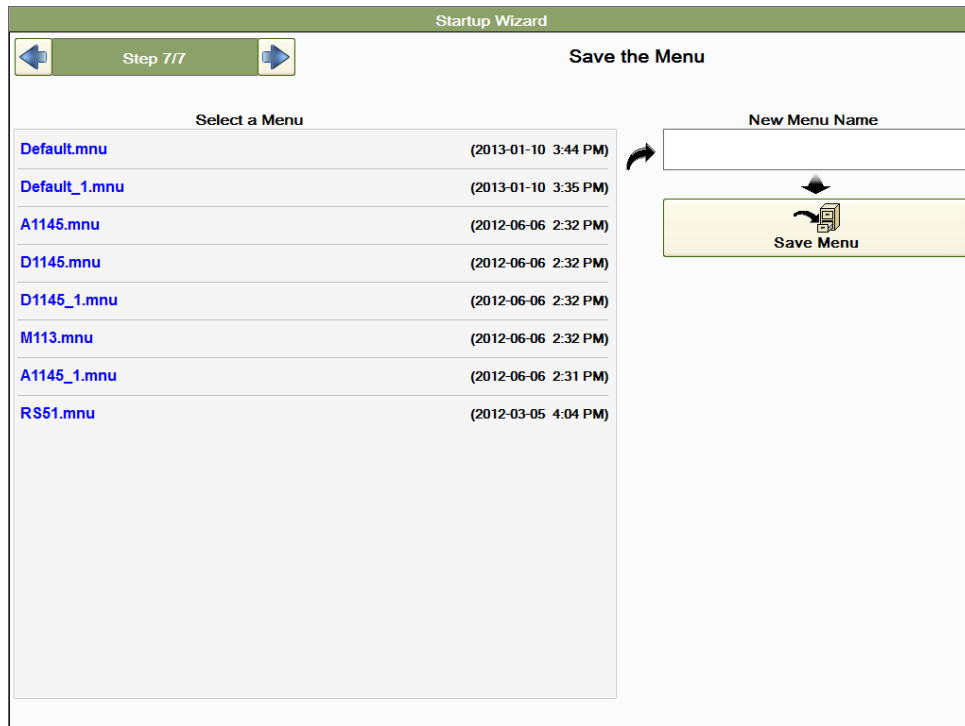 Startup Wizard
Step 7/7
Save the Menu
Select a Menu
New Menu Name
Default.mnu (2013-01-10 3:44 PM)
Default_1.mnu (2013-01-10 3:35 PM)
A1145.mnu (2012-06-06 2:32 PM)
D1145.mnu (2012-06-06 2:32 PM)
D1145_1.mnu (2012-06-06 2:32 PM)
M113.mnu (2012-06-06 2:32 PM)
A1145_1.mnu (2012-06-06 2:31 PM)
RS51.mnu (2012-03-05 4:04 PM)
Save Menu